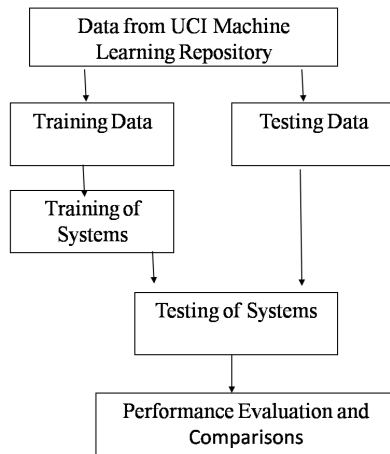 Data from UCI Machine
Learning Repository
Training Data
Testing Data
Training of
Systems
Testing of Systems
Performance Evaluation and
Comparisons